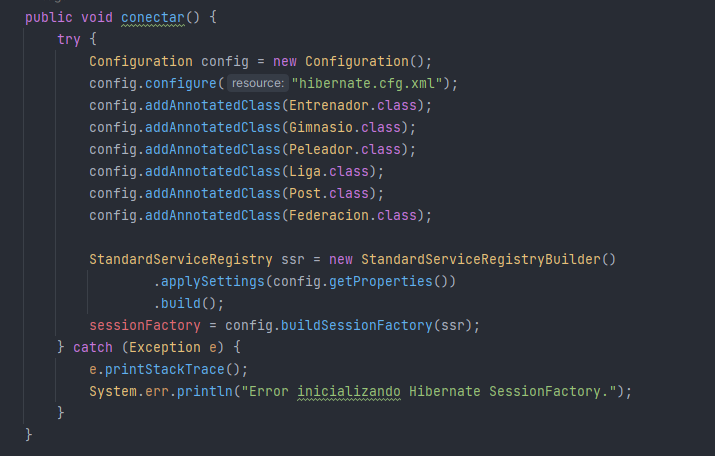 public void conectar() {
    try {
        Configuration config = new Configuration();
        config.configure( resource: "hibernate.cfg.xml");
        config.addAnnotatedClass(Entrenador.class);
        config.addAnnotatedClass(Gimnasio.class);
        config.addAnnotatedClass(Peleador.class);
        config.addAnnotatedClass(Liga.class);
        config.addAnnotatedClass(Post.class);
        config.addAnnotatedClass(Federacion.class);

        StandardServiceRegistry ssr = new StandardServiceRegistryBuilder()
                .applySettings(config.getProperties())
                .build();
        sessionFactory = config.buildSessionFactory(ssr);
    } catch (Exception e) {
        e.printStackTrace();
        System.err.println("Error inicializando Hibernate SessionFactory.");
    }
}